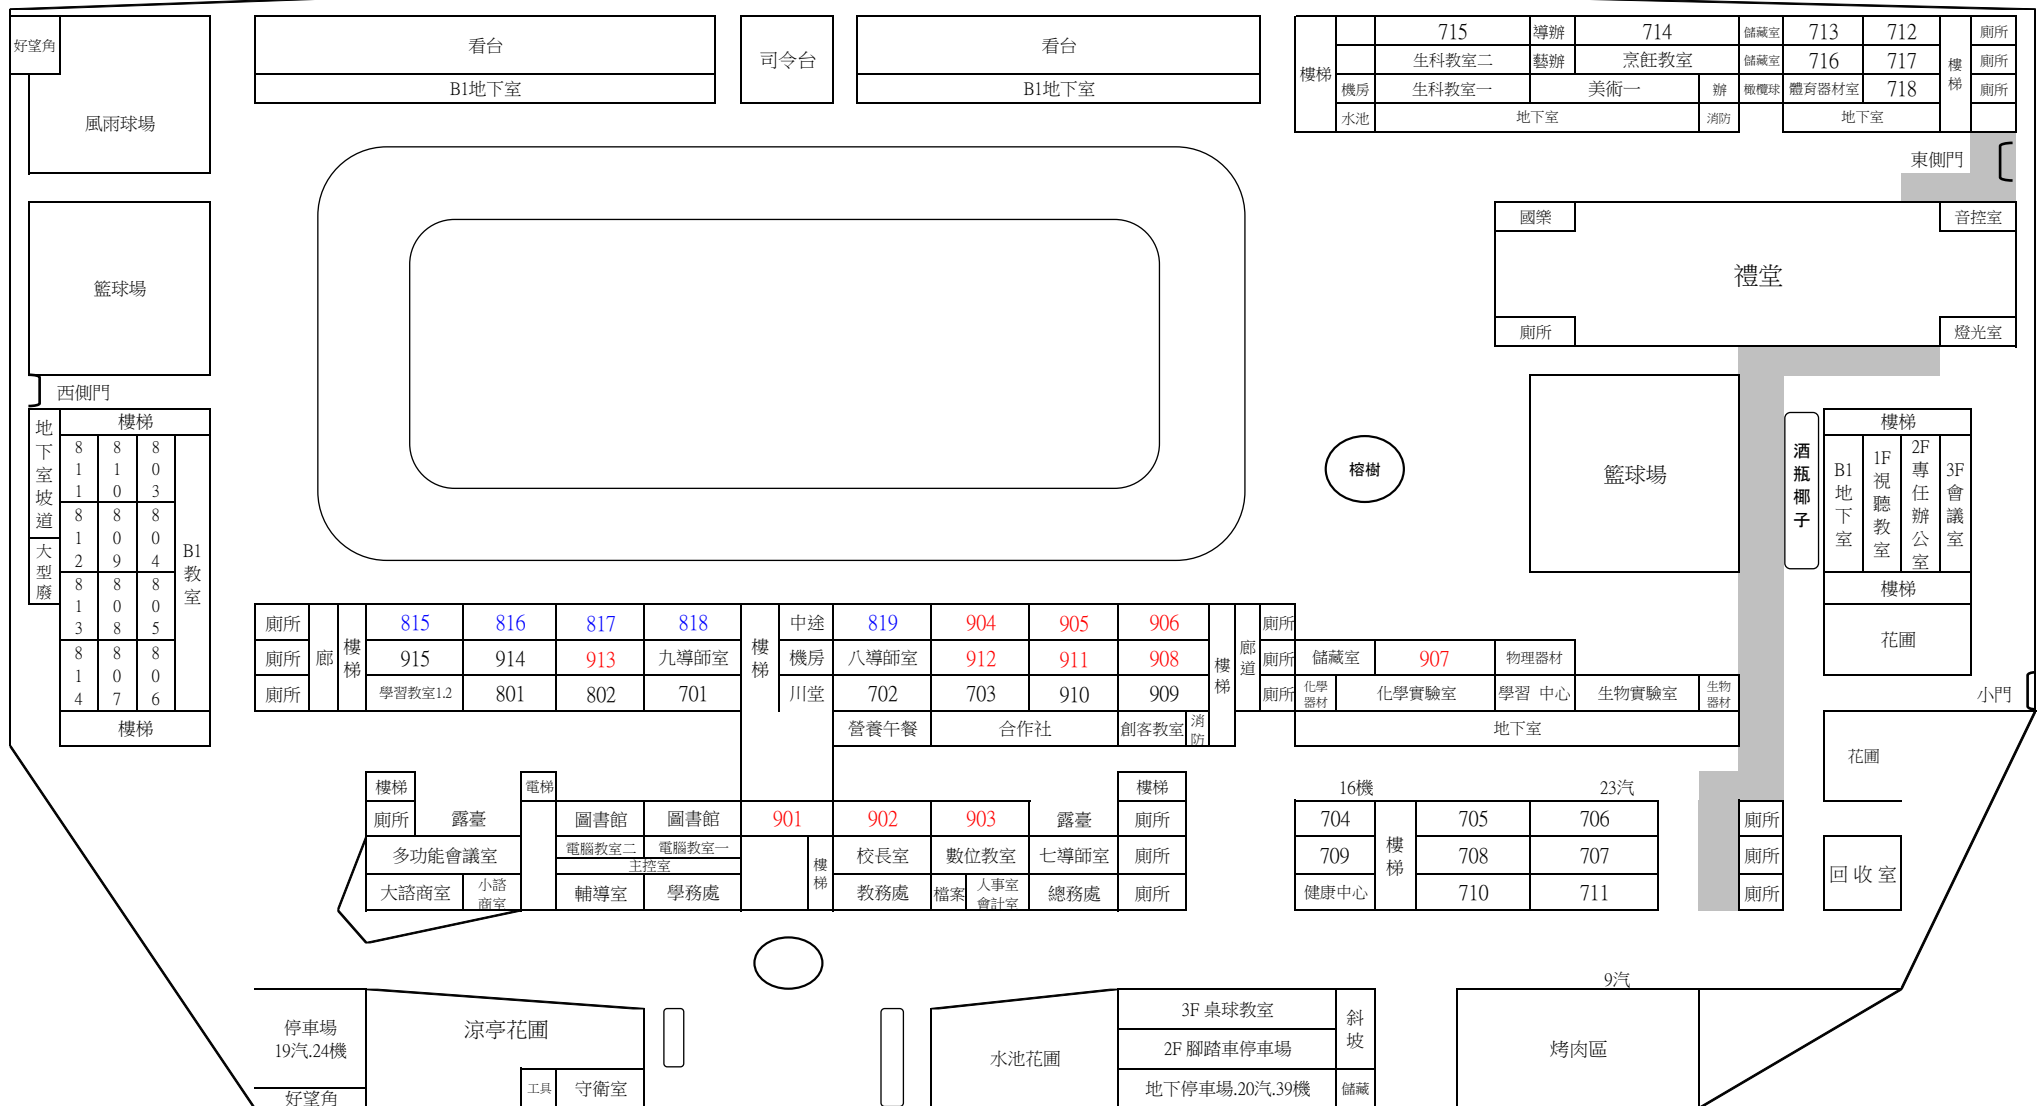 好望角
風雨球場
籃球場
西側門
看台
B1地下室
司令台
看台
B1地下室
樓梯 715 導辦 714 儲藏室 713 712 樓梯 廁所
生科教室二 藝辦 烹飪教室 儲藏室 716 717 廁所
機房 生科教室一 美術一 辦 橄欖球 體育器材室 718 廁所
水池 地下室 消防 地下室
東側門
國樂 音控室
禮堂
廁所 燈光室
籃球場
榕樹
酒瓶椰子
樓梯
B1地下室
1F視聽教室
2F專任辦公室
3F會議室
樓梯
花圃
小門
花圃
回收室
地下室坡道
大型廢
樓梯
811 810 803
812 809 804
813 808 805
814 807 806
B1教室
樓梯
廁所 廊 樓梯 815 816 817 818 樓梯 中途 819 904 905 906 樓梯 廊道 廁所
廁所 915 914 913 九導師室 機房 八導師室 912 911 908 廁所 儲藏室 907 物理器材
廁所 學習教室1.2 801 802 701 川堂 702 703 910 909 廁所 化學器材 化學實驗室 學習 中心 生物實驗室 生物器材
營養午餐 合作社 創客教室 消防 地下室
樓梯 電梯 樓梯 16機 23汽
廁所 露臺 圖書館 圖書館 901 902 903 露臺 廁所 704 樓梯 705 706 廁所
多功能會議室 電腦教室二 電腦教室一 樓梯 校長室 數位教室 七導師室 廁所 709 708 707 廁所
主控室
大諮商室 小諮商室 輔導室 學務處 教務處 檔案 人事室 會計室 總務處 廁所 健康中心 710 711 廁所
9汽
停車場
19汽.24機
好望角
涼亭花圃
工具 守衛室
水池花圃
3F 桌球教室
2F 腳踏車停車場
地下停車場.20汽.39機
斜坡
儲藏
烤肉區